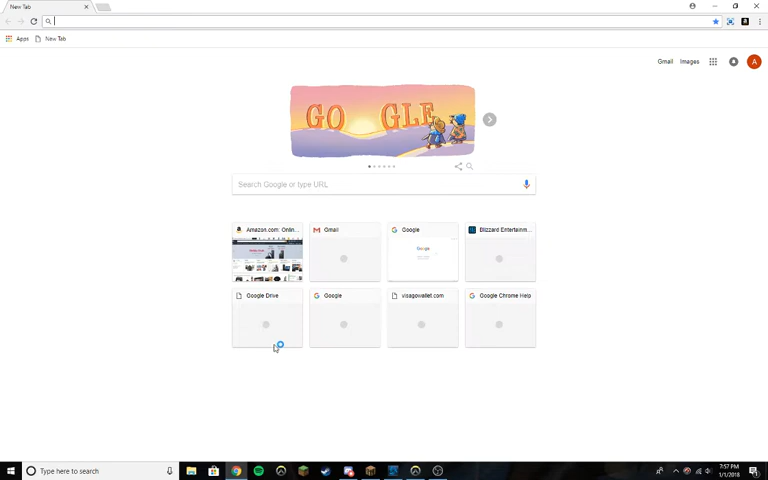 New Tab
Apps New Tab
Gmail Images A
GO GLE
Search Google or type URL
Amazon.com: Onlin... Gmail Google Blizzard Entertainm...
Google
Google Drive Google visagowallet.com Google Chrome Help
Type here to search
7:57 PM
1/1/2018